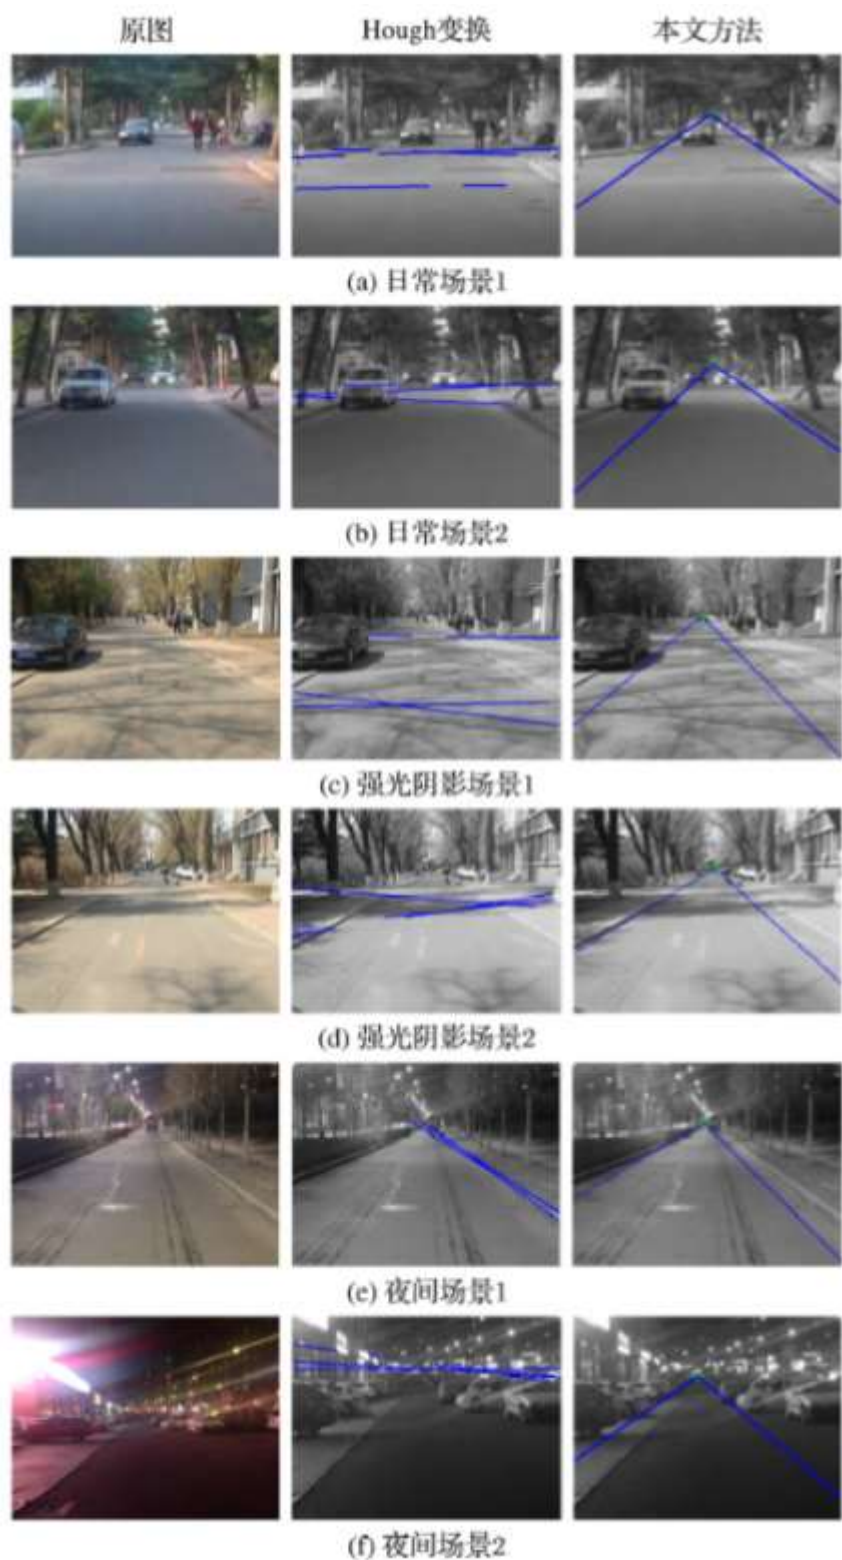 原图 Hough变换 本文方法
(a) 日常场景1
(b) 日常场景2
(c) 强光阴影场景1
(d) 强光阴影场景2
(e) 夜间场景1
(f) 夜间场景2